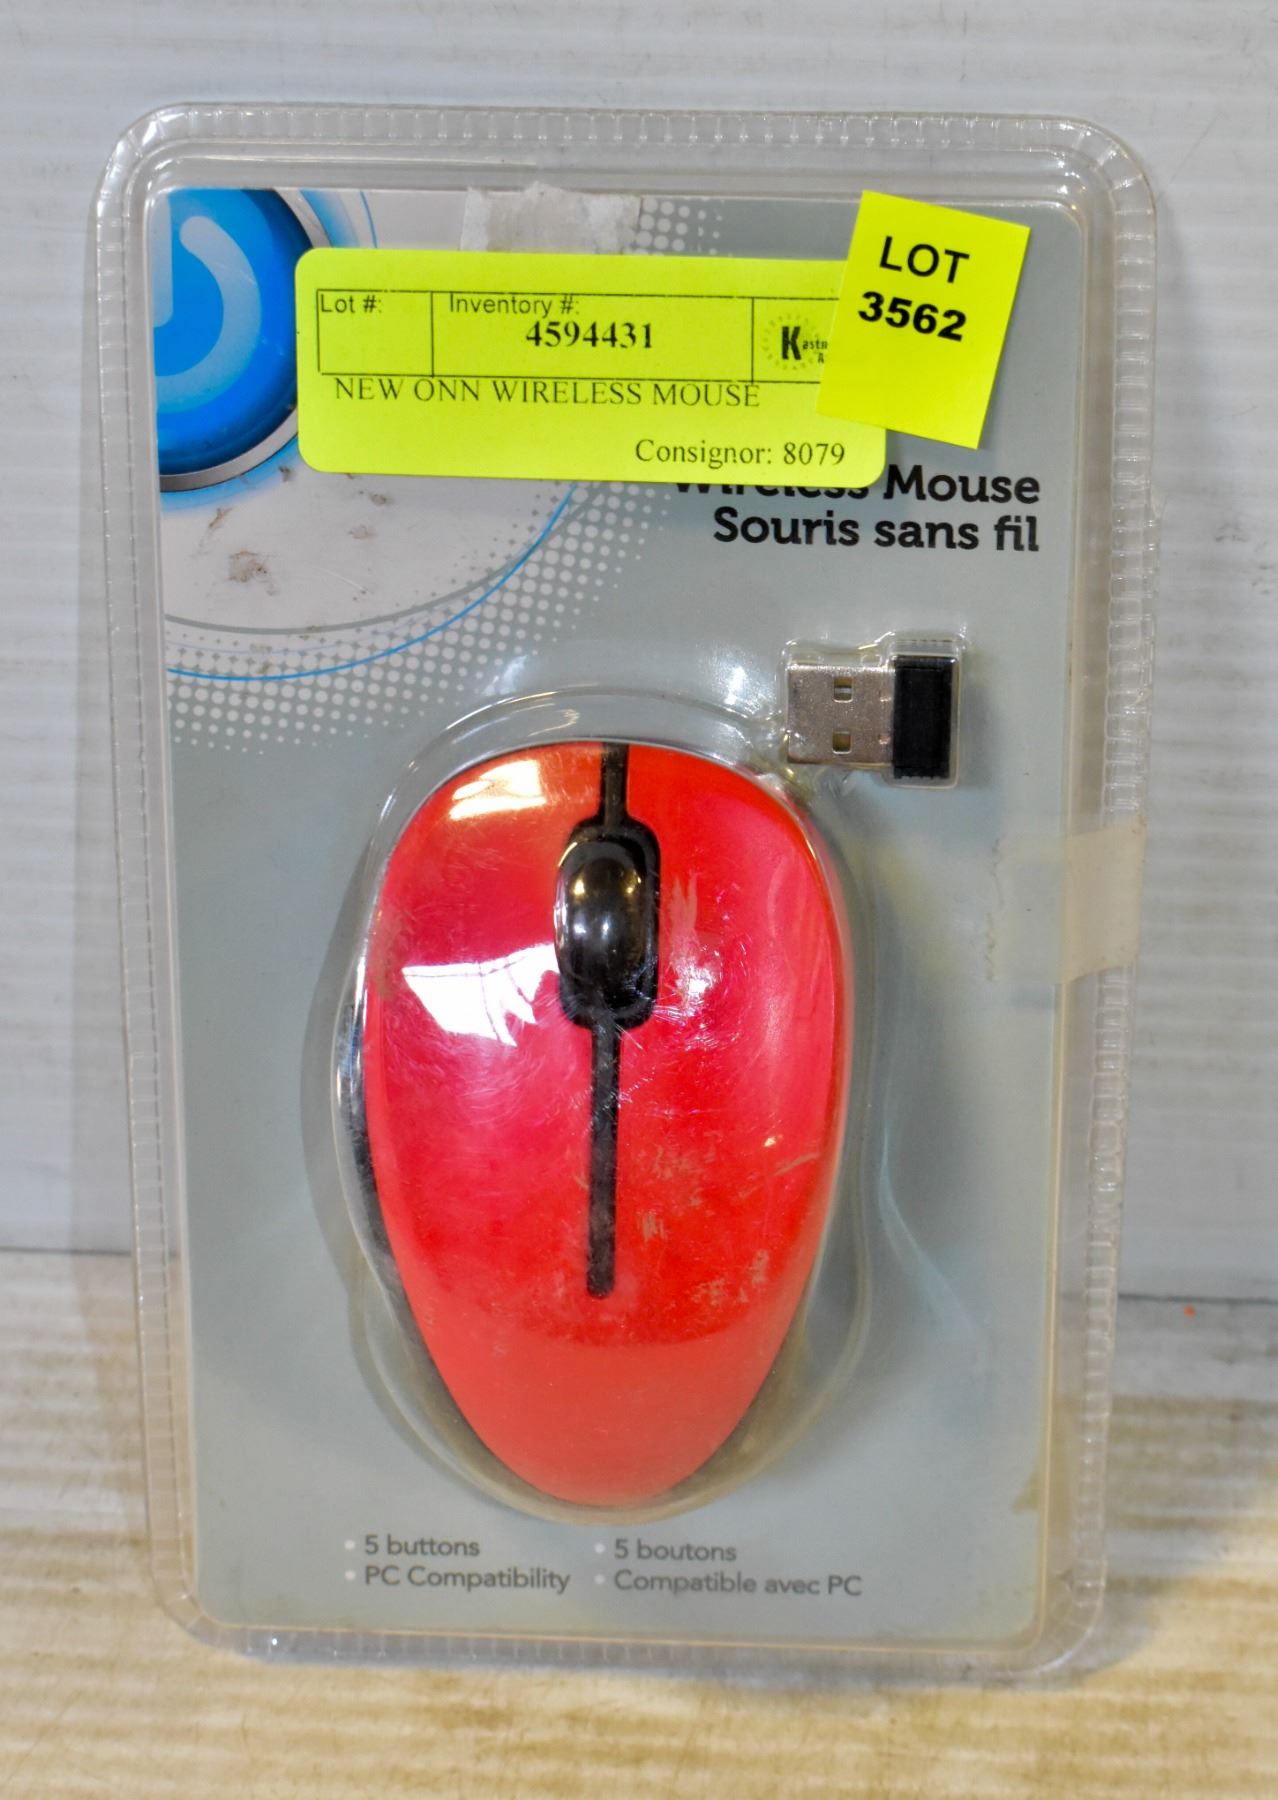 LOT
3562
Lot #:
Inventory #:
4594431
NEW ONN WIRELESS MOUSE
Consignor: 8079
Wireless Mouse
Souris sans fil
5 buttons
PC Compatibility
5 boutons
Compatible avec PC